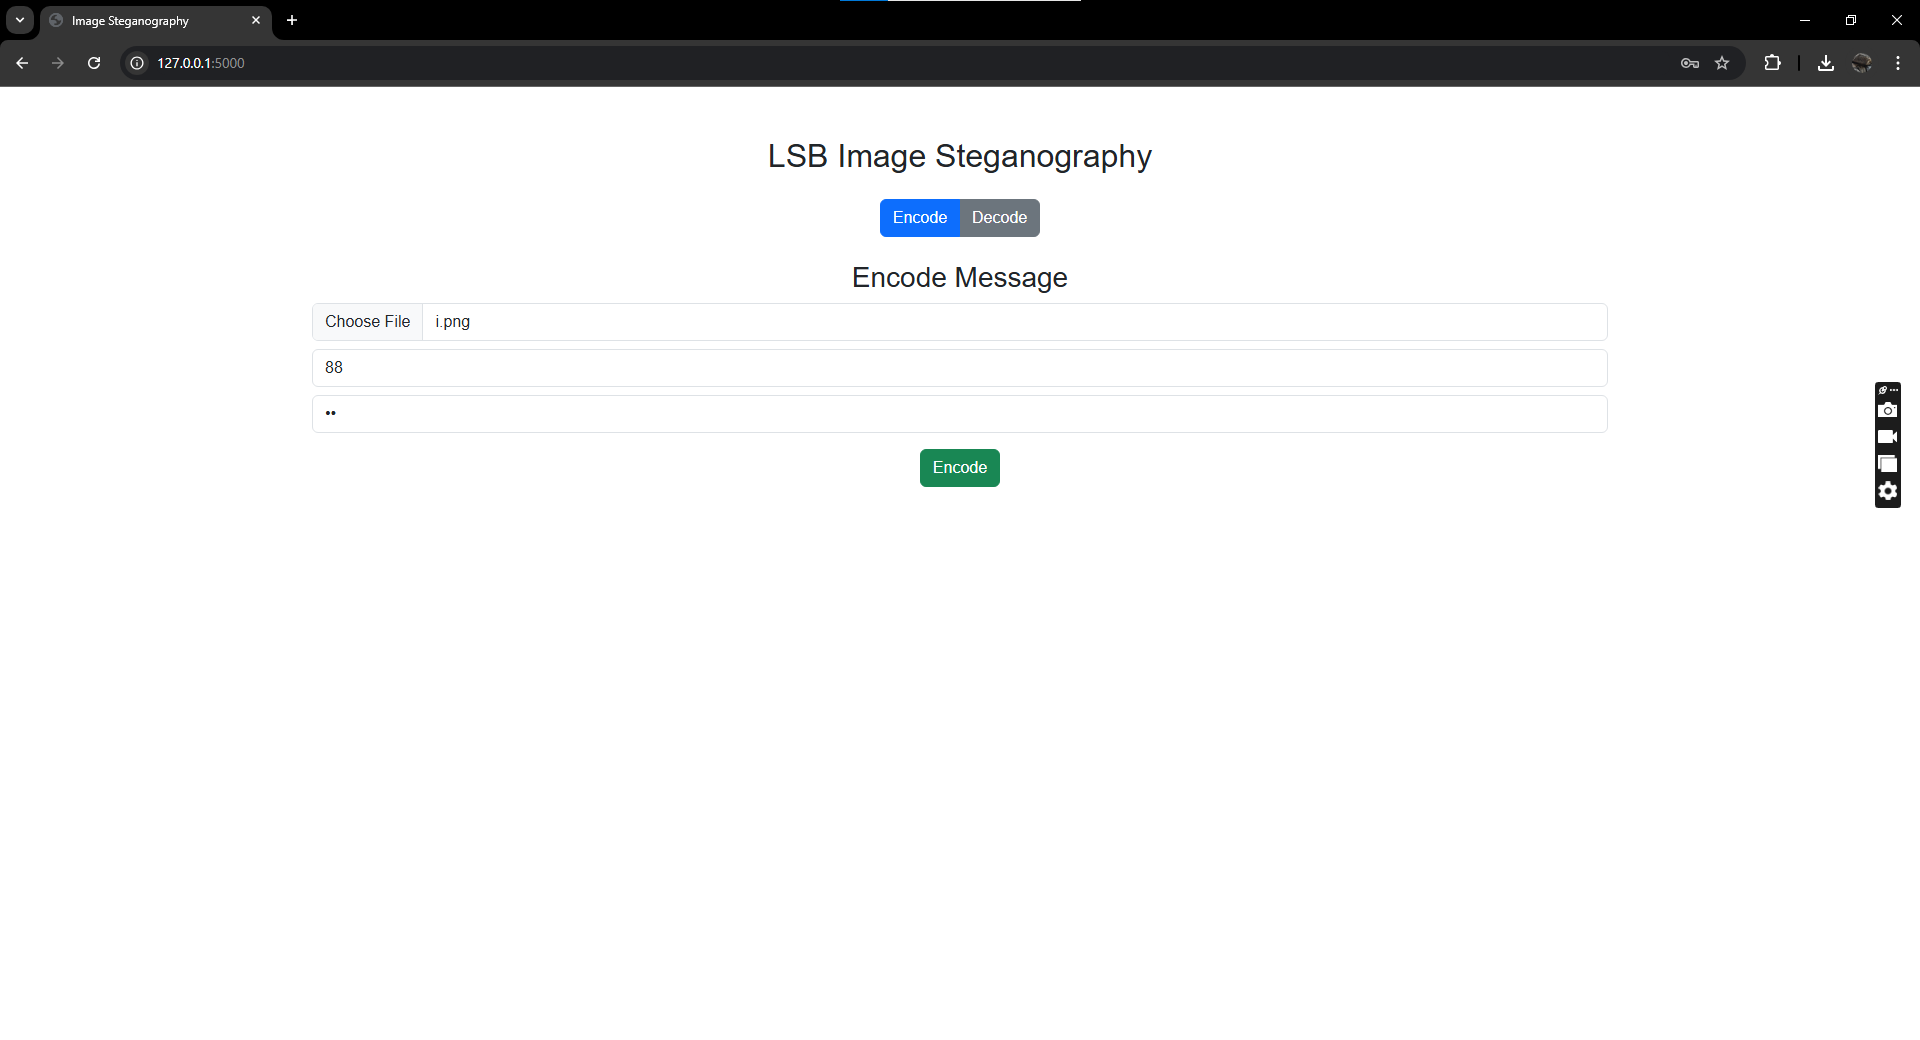 Image Steganography
127.0.0.1:5000
LSB Image Steganography
Encode Decode
Encode Message
Choose File i.png
88
••
Encode